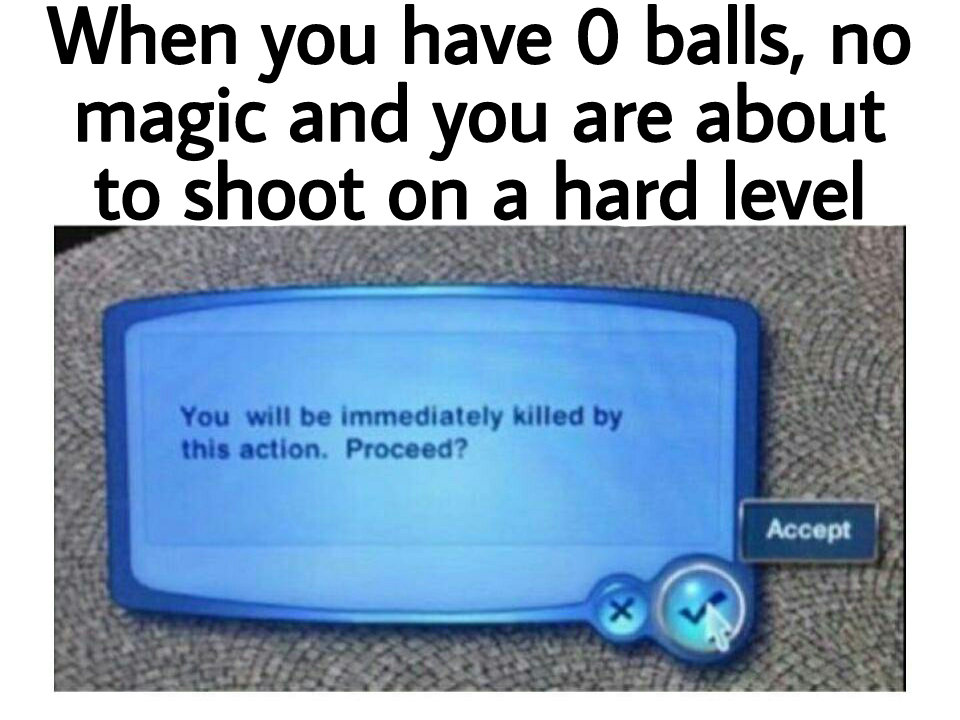 When you have 0 balls, no
magic and you are about
to shoot on a hard level
You will be immediately killed by
this action. Proceed?
Accept